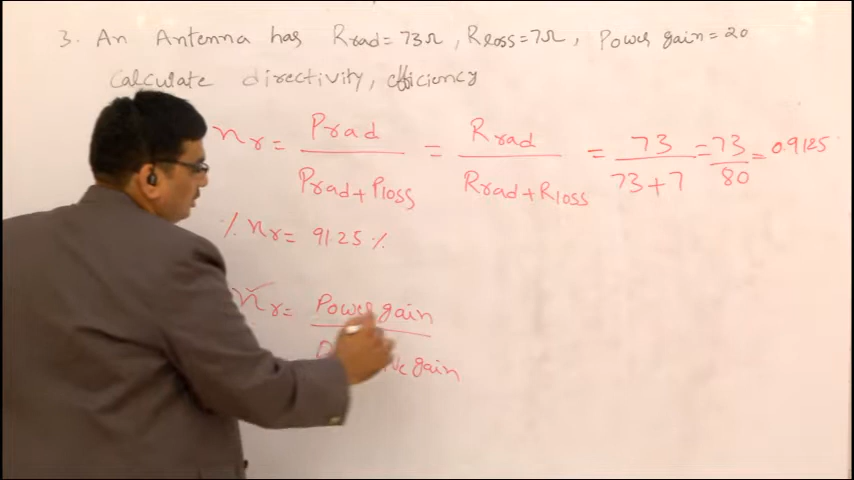 3. An Antenna has Rrad = 73Ω, Rloss = 7Ω, Power gain = 20
Calculate directivity, efficiency
ηr = Prad / Prad + Ploss = Rrad / Rrad + Rloss = 73 / 73 + 7 = 73 / 80 = 0.9125
% ηr = 91.25 %
ηr = Power gain
gain